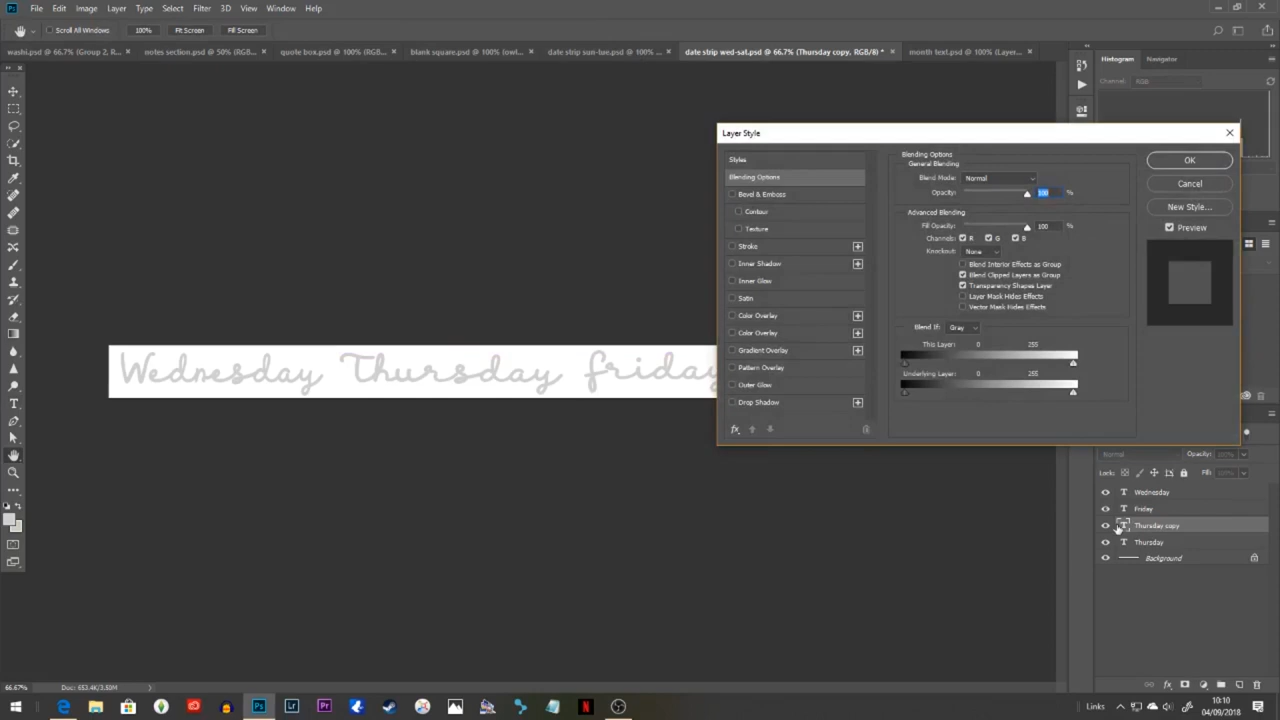 File Edit Image Layer Type Select Filter 3D View Window Help
Scroll All Windows 100% Fit Screen Fill Screen
washi.psd @ 66.7% (Group 2, R... notes section.psd @ 50% (RGB... quote box.psd @ 100% (RGB... blank square.psd @ 100% (owl... date strip sun-tue.psd @ 100% ... date strip wed-sat.psd @ 66.7% (Thursday copy, RGB/8) * month text.psd @ 100% (Layer...
Histogram Navigator
Channel: RGB
Layer Style
Styles
Blending Options
Bevel & Emboss
Contour
Texture
Stroke
Inner Shadow
Inner Glow
Satin
Color Overlay
Color Overlay
Gradient Overlay
Pattern Overlay
Outer Glow
Drop Shadow
fx
Blending Options
General Blending
Blend Mode: Normal
Opacity: 100 %
Advanced Blending
Fill Opacity: 100 %
Channels: R G B
Knockout: None
Blend Interior Effects as Group
Blend Clipped Layers as Group
Transparency Shapes Layer
Layer Mask Hides Effects
Vector Mask Hides Effects
Blend If: Gray
This Layer: 0 255
Underlying Layer: 0 255
OK
Cancel
New Style...
Preview
Wednesday Thursday Friday
Normal Opacity: 100%
Lock: Fill: 100%
Wednesday
Friday
Thursday copy
Thursday
Background
66.67% Doc: 653.4K/3.50M
Links 10:10
04/09/2018